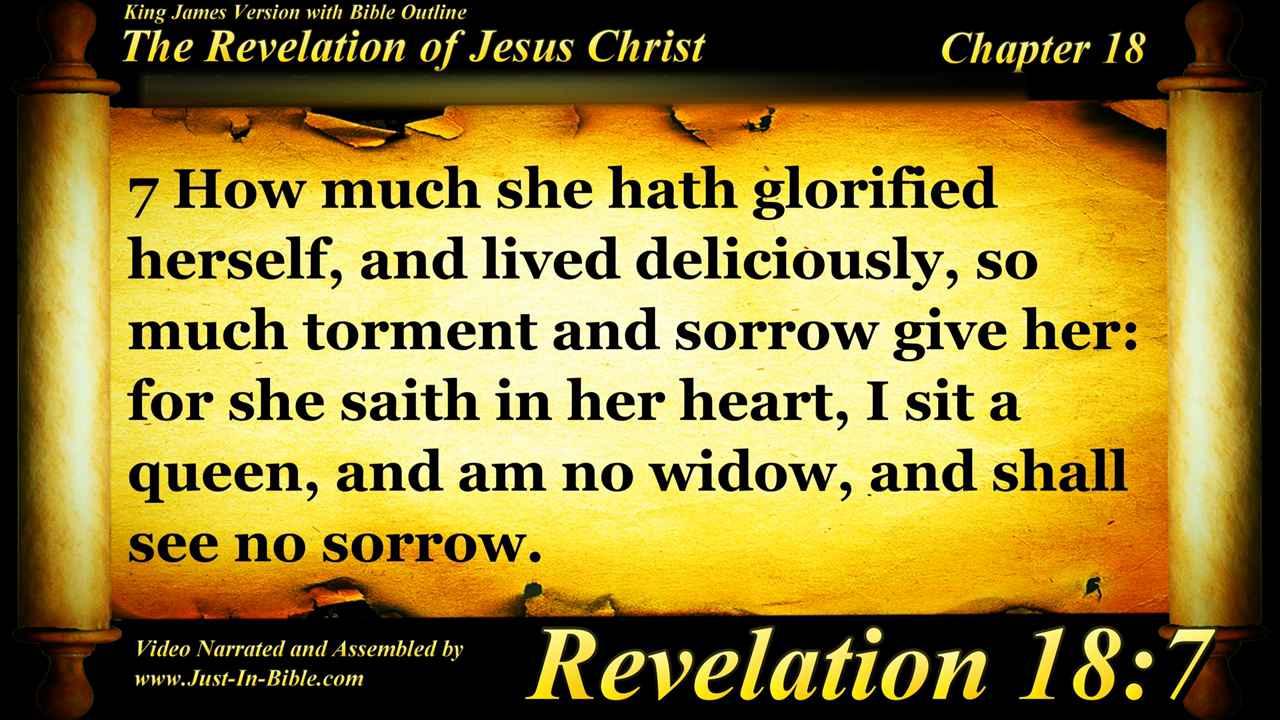 King James Version with Bible Outline
The Revelation of Jesus Christ
Chapter 18
7 How much she hath glorified
herself, and lived deliciously, so
much torment and sorrow give her:
for she saith in her heart, I sit a
queen, and am no widow, and shall
see no sorrow.
Video Narrated and Assembled by
www.Just-In-Bible.com
Revelation 18:7